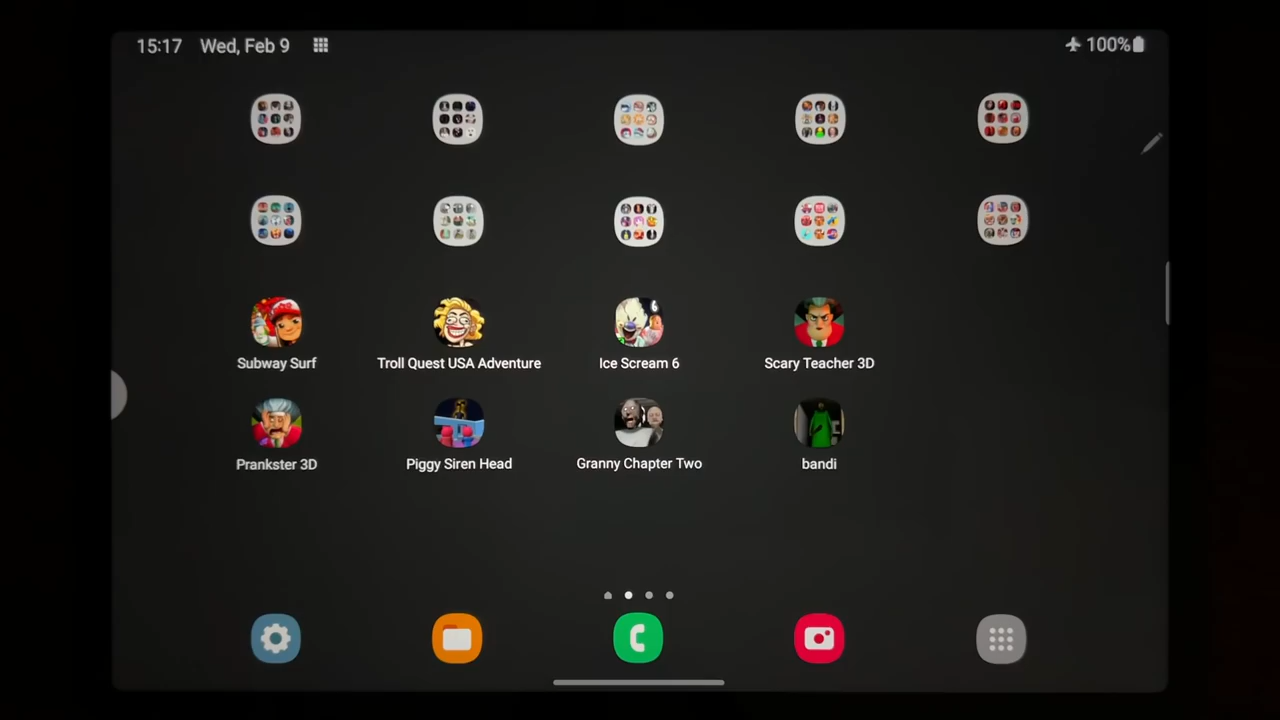 15:17 Wed, Feb 9 100%
Subway Surf Troll Quest USA Adventure Ice Scream 6 Scary Teacher 3D
Prankster 3D Piggy Siren Head Granny Chapter Two bandi